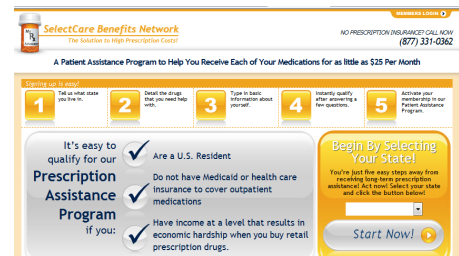 MEMBERS LOGIN
SelectCare Benefits Network
The Solution to High Prescription Costs!
NO PRESCRIPTION INSURANCE? CALL NOW
(877) 331-0362
A Patient Assistance Program to Help You Receive Each of Your Medications for as little as $25 Per Month
Signing up is easy!
1 Tell us what state
you live in.
2 Detail the drugs
that you need help
with.
3 Type in basic
information about
yourself.
4 Instantly qualify
after answering a
few questions.
5 Activate your
membership in our
Patient Assistance
Program.
It's easy to
qualify for our
Prescription
Assistance
Program
if you:
Are a U.S. Resident
Do not have Medicaid or health care
insurance to cover outpatient
medications
Have income at a level that results in
economic hardship when you buy retail
prescription drugs.
Begin By Selecting
Your State!
You're just five easy steps away from
receiving long-term prescription
assistance! Act now! Select your state
and click the button below!
Start Now!